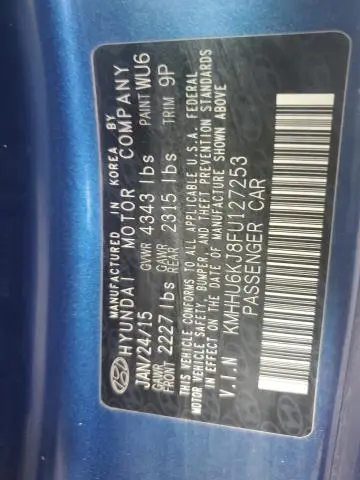 MANUFACTURED IN KOREA BY
HYUNDAI MOTOR COMPANY
JAN/24/15 GVWR 4343 lbs PAINT WU6
GAWR FRONT 2227 lbs GAWR REAR 2315 lbs TRIM 9P
THIS VEHICLE CONFORMS TO ALL APPLICABLE U.S.A. FEDERAL
MOTOR VEHICLE SAFETY, BUMPER, AND THEFT PREVENTION STANDARDS
IN EFFECT ON THE DATE OF MANUFACTURE SHOWN ABOVE
V.I.N KMHHU6KJ8FU127253
PASSENGER CAR